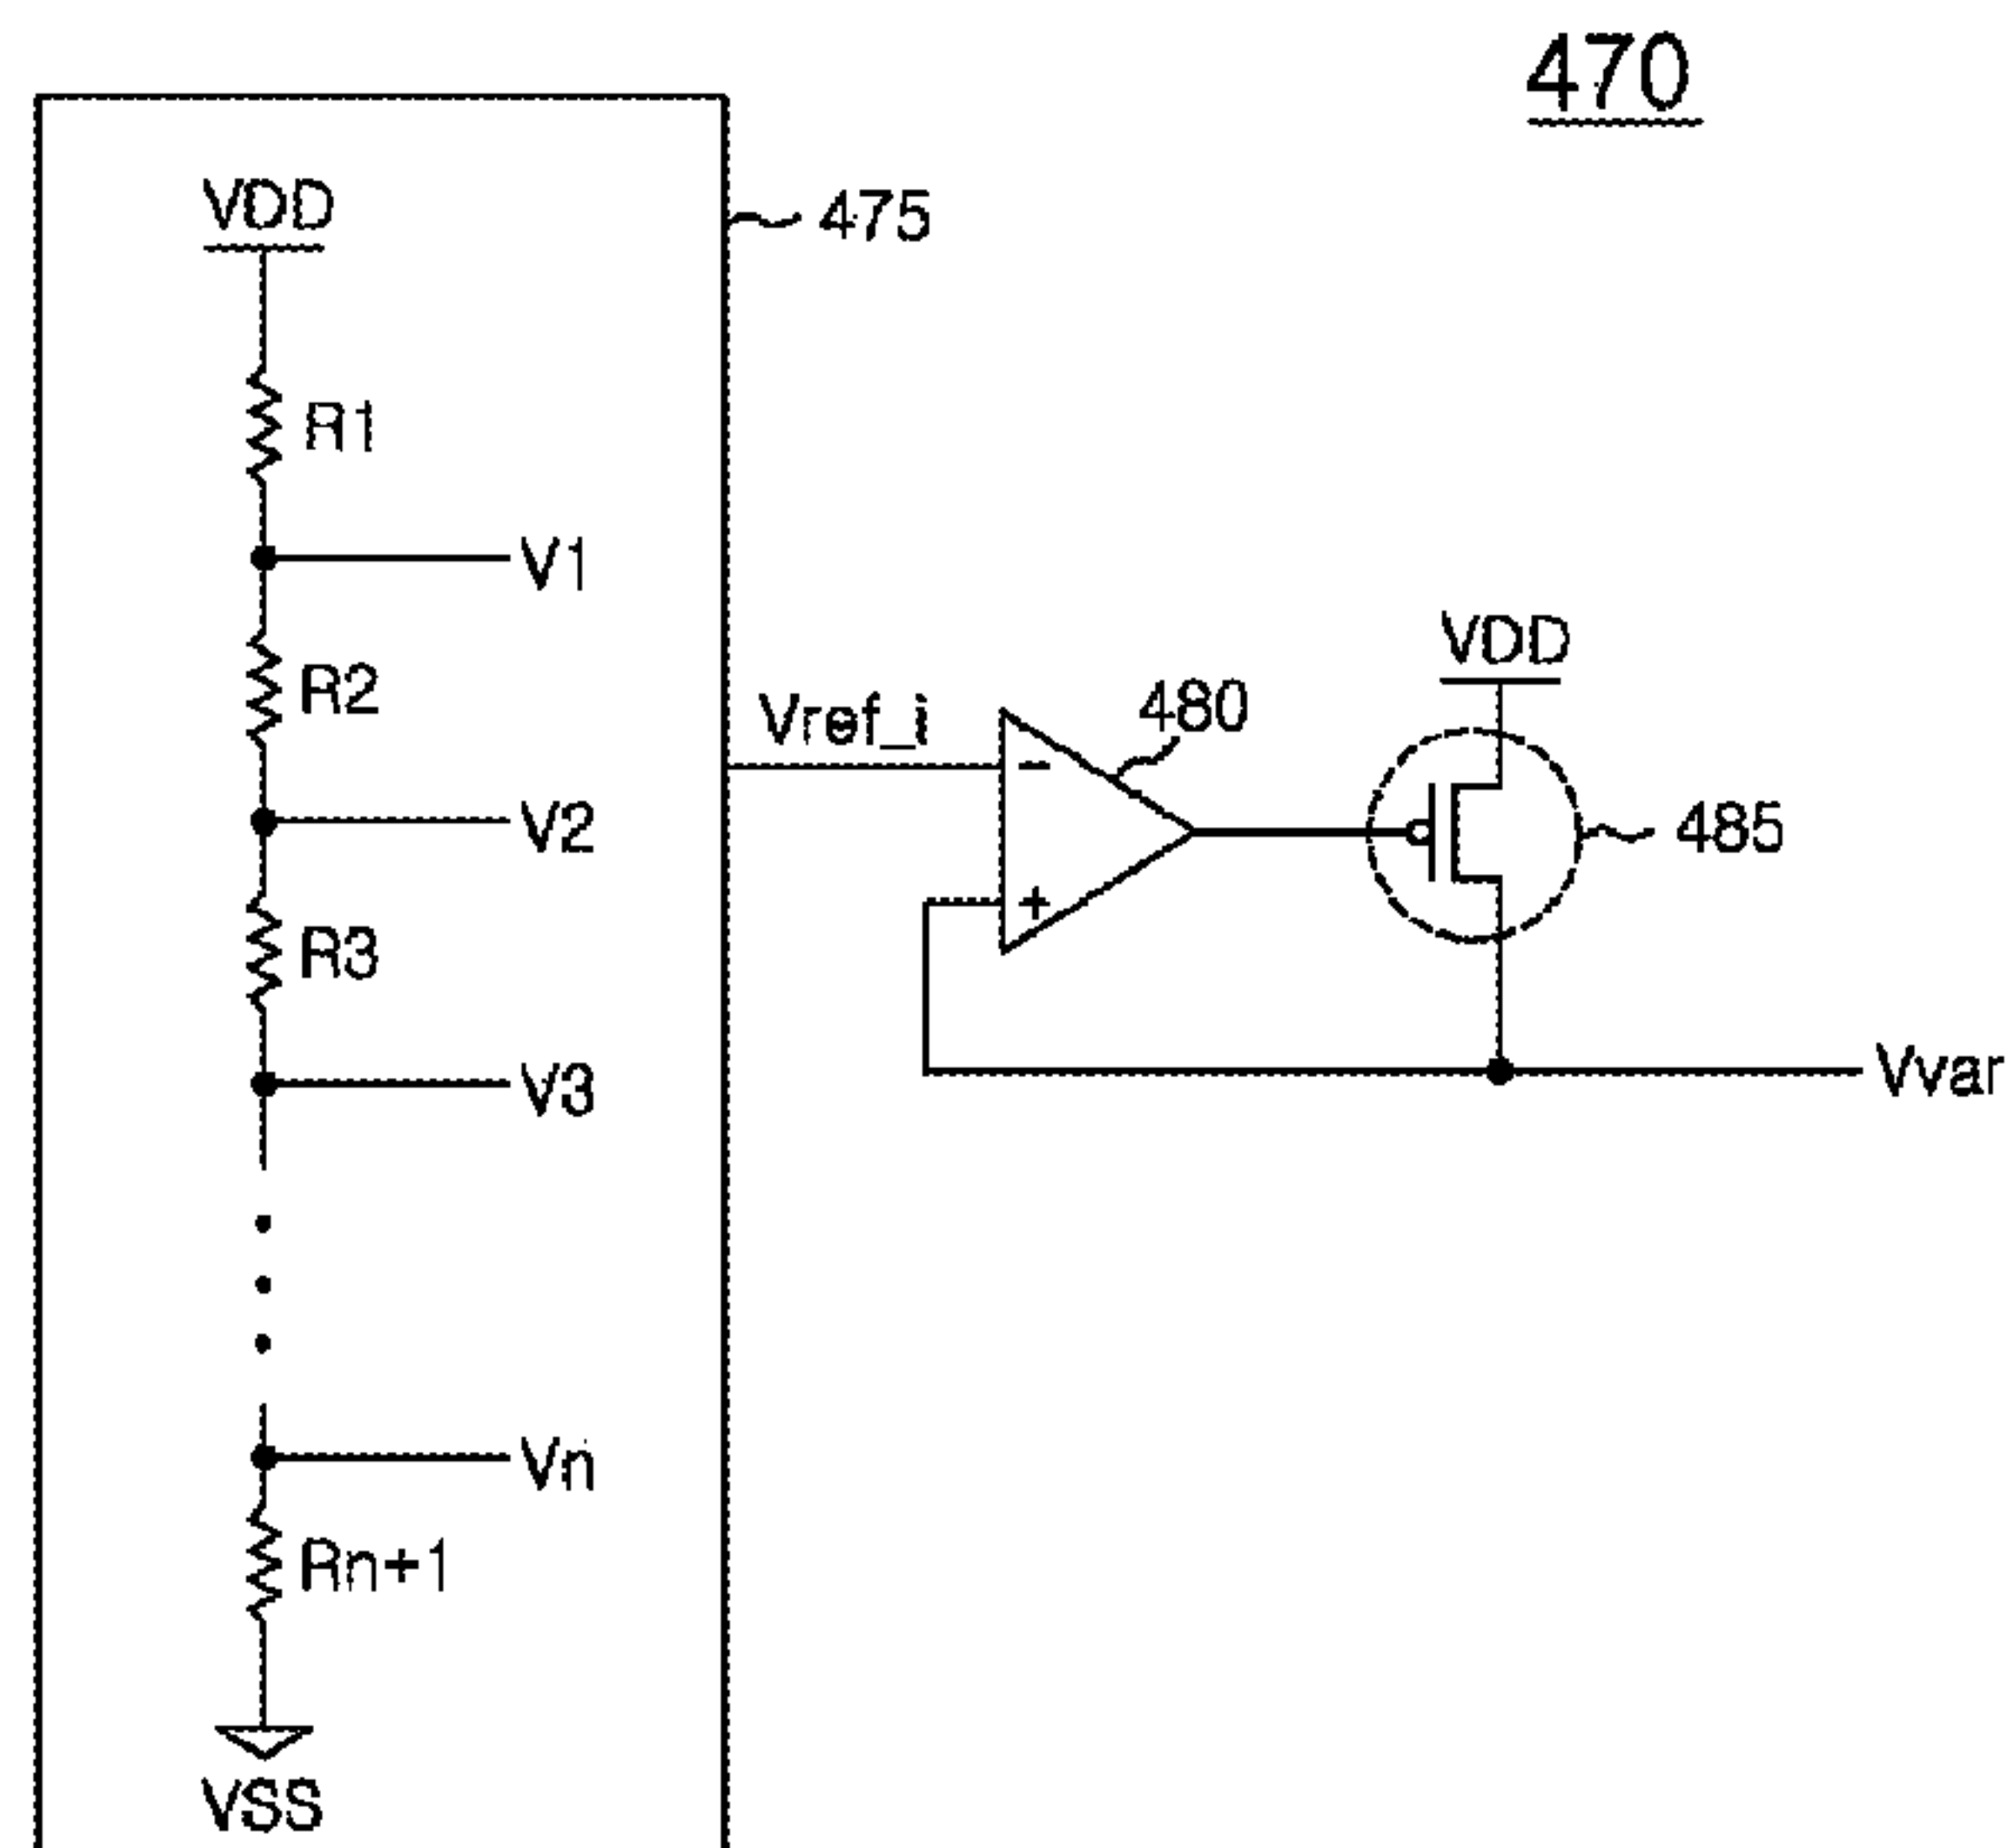 470
VDD
475
R1
V1
R2
V2
R3
V3
Vn
Rn+1
VSS
Vref_i
-
+
480
VDD
485
Vvar